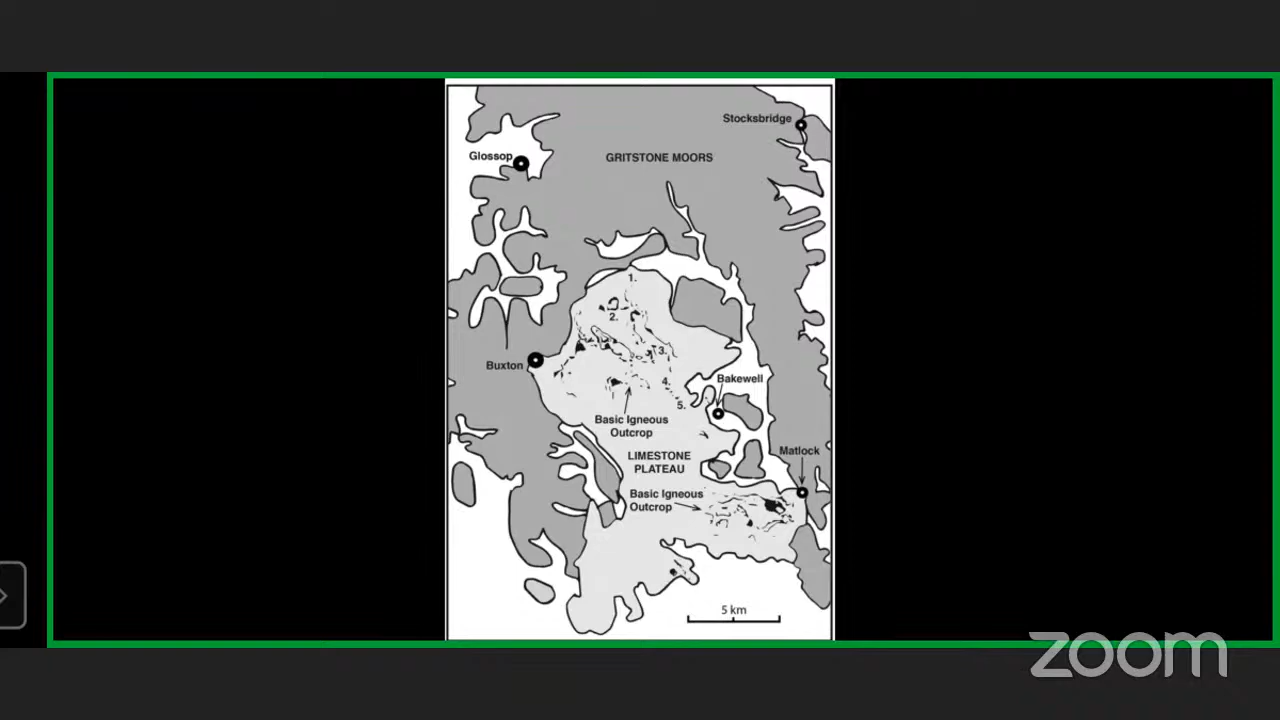 Stocksbridge
Glossop
GRITSTONE MOORS
1.
2.
3.
Buxton
Bakewell
4.
5.
Basic Igneous
Outcrop
Matlock
LIMESTONE
PLATEAU
Basic Igneous
Outcrop
5 km
zoom